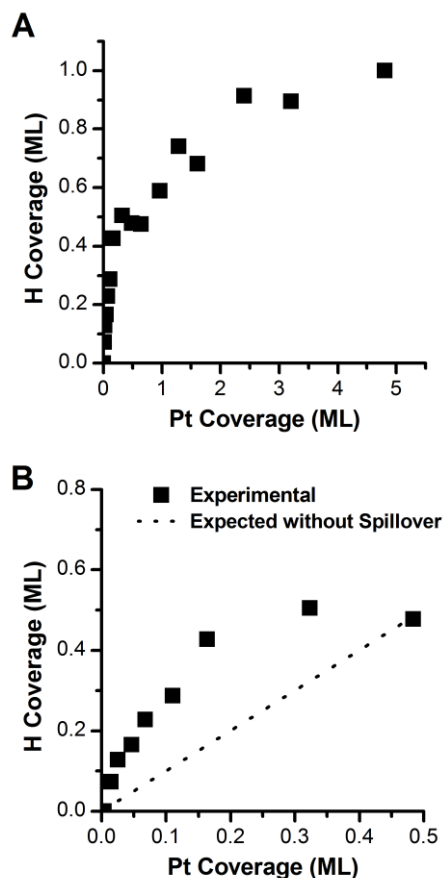 A
1.0
0.8
0.6
0.4
0.2
0.0
H Coverage (ML)
0 1 2 3 4 5
Pt Coverage (ML)
B
0.8
0.6
0.4
0.2
0.0
H Coverage (ML)
Experimental
Expected without Spillover
0.0 0.1 0.2 0.3 0.4 0.5
Pt Coverage (ML)